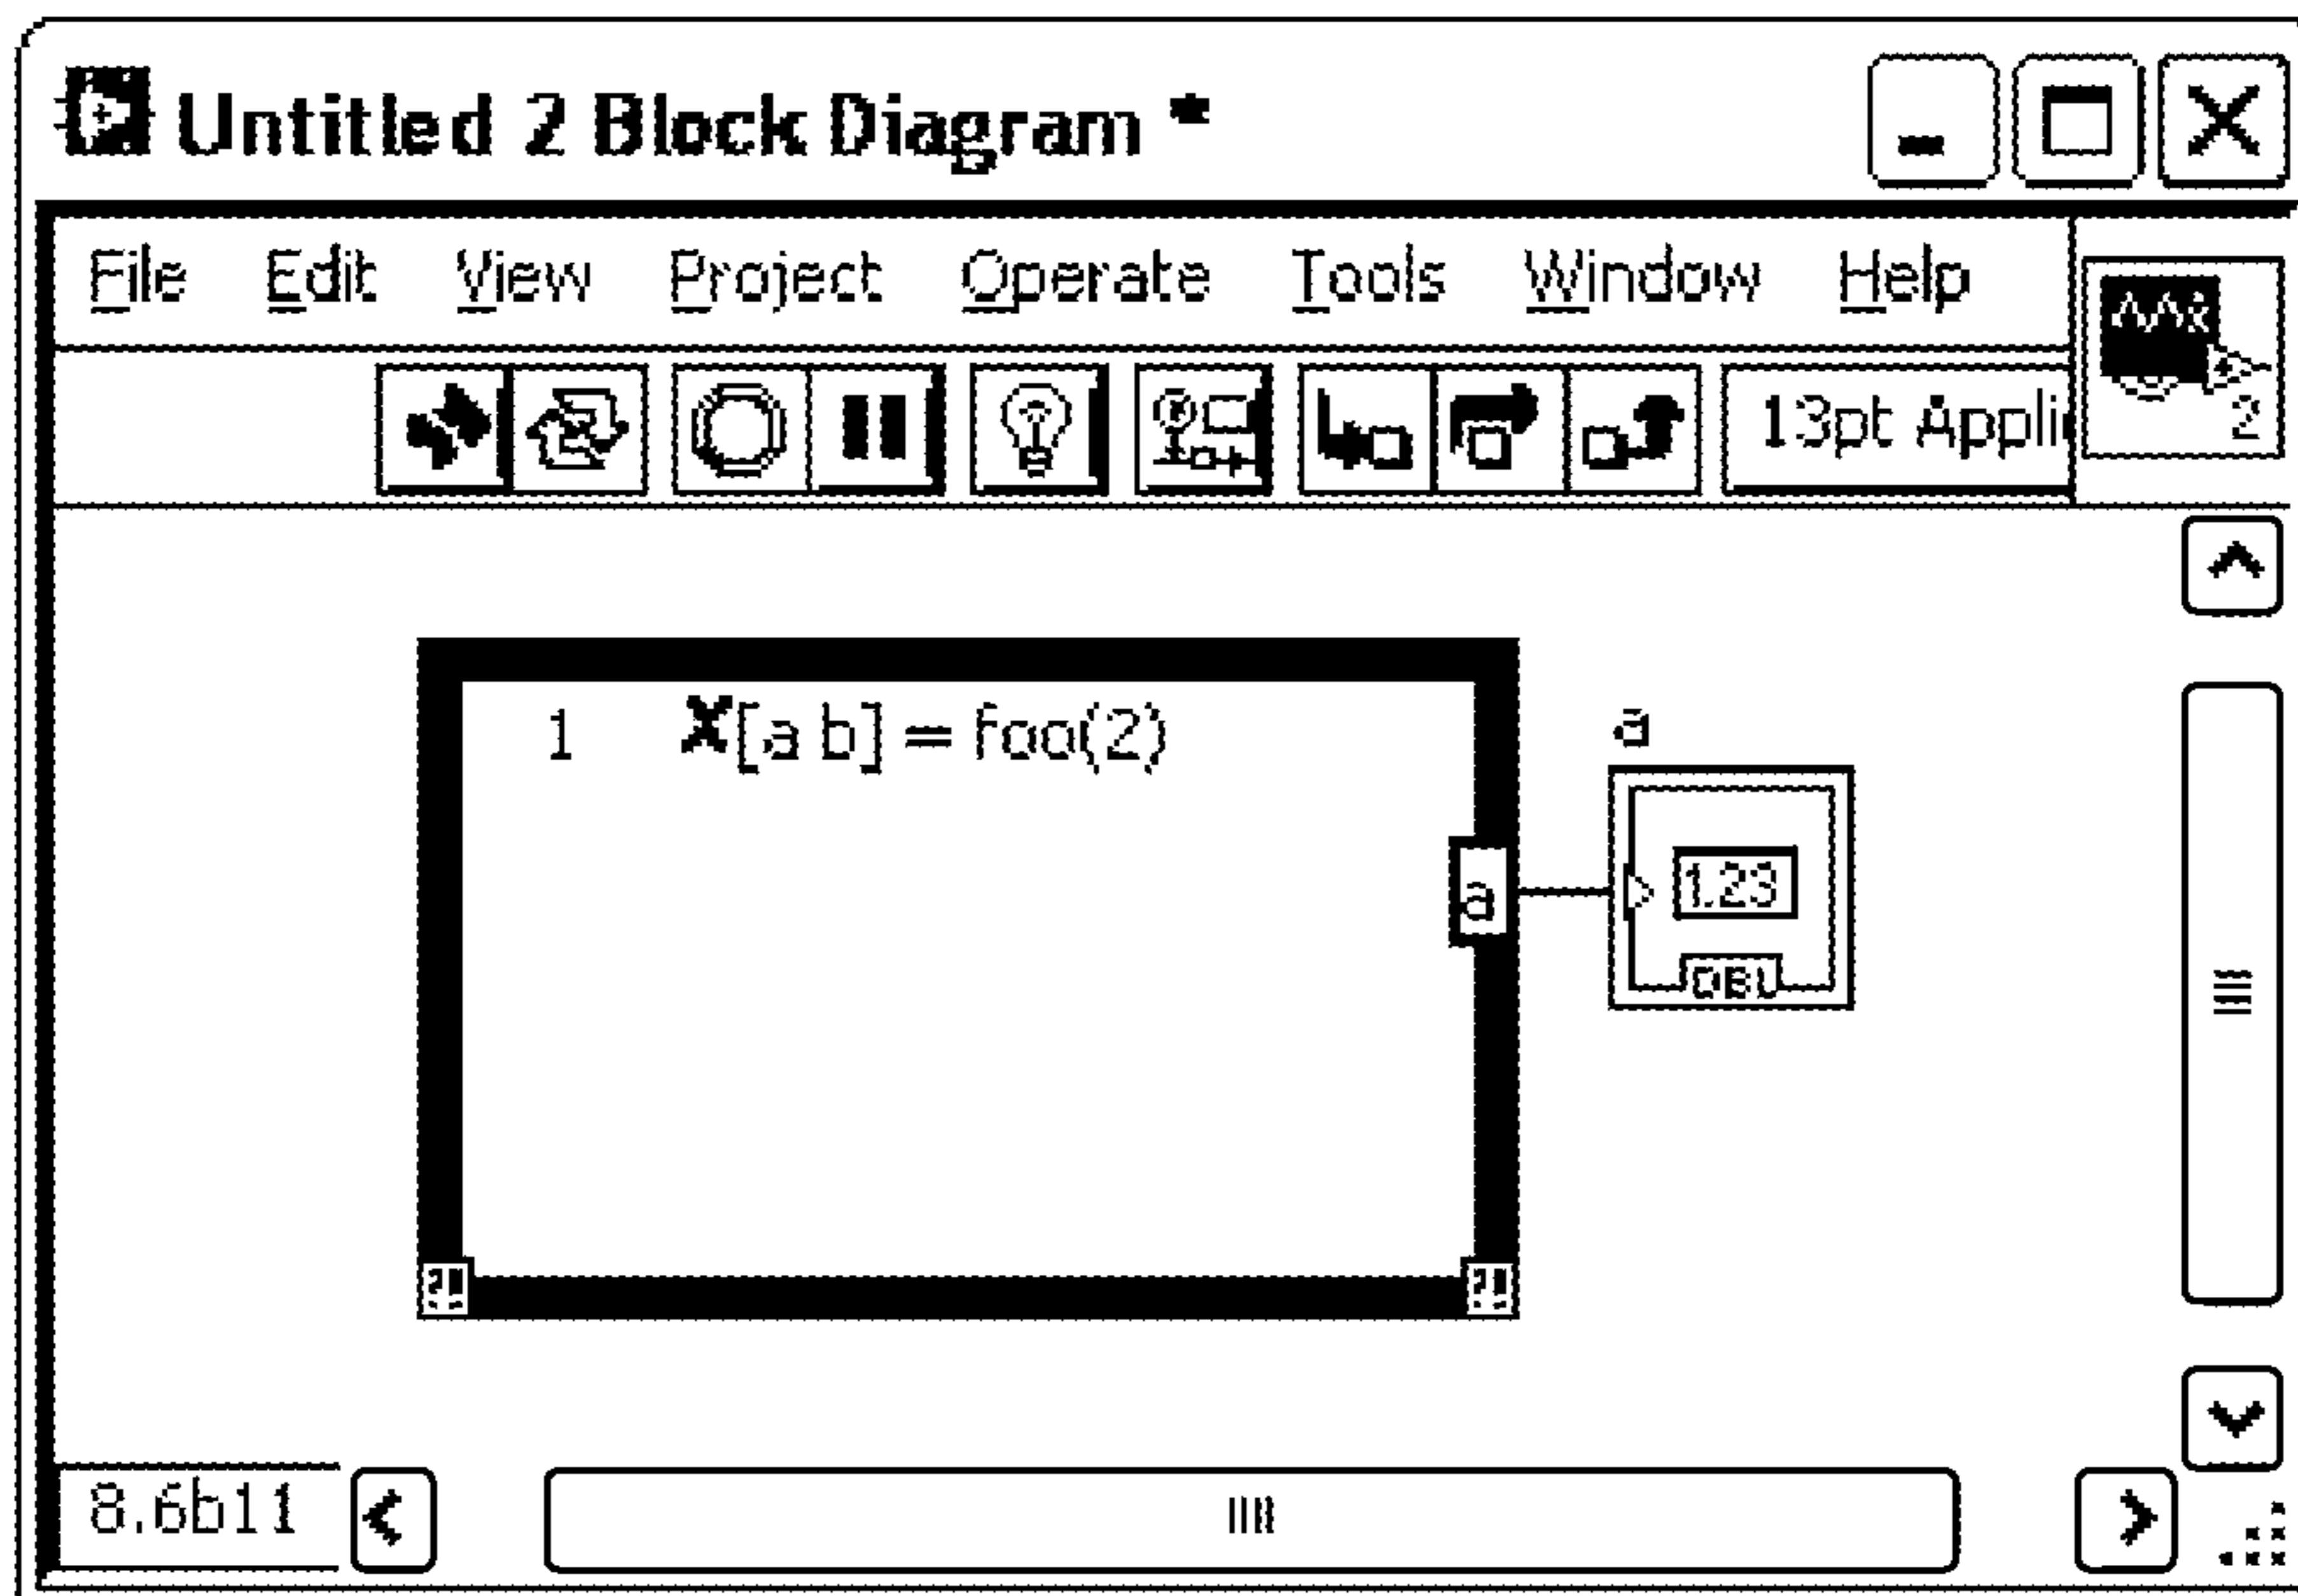 Untitled 2 Block Diagram *
File Edit View Project Operate Tools Window Help
13pt Appli
2
1 X[a b] = foo(2)
a
a
1.23
DBL
8.6b11